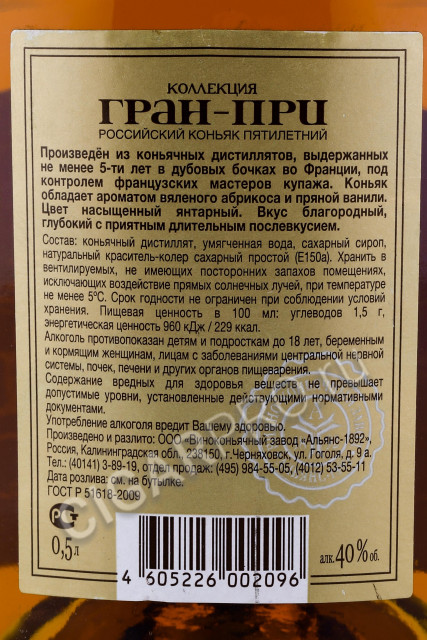 КОЛЛЕКЦИЯ
ГРАН-ПРИ
РОССИЙСКИЙ КОНЬЯК ПЯТИЛЕТНИЙ
Произведён из коньячных дистиллятов, выдержанных
не менее 5-ти лет в дубовых бочках во Франции, под
контролем французских мастеров купажа. Коньяк
обладает ароматом вяленого абрикоса и пряной ванили.
Цвет насыщенный янтарный. Вкус благородный,
глубокий с приятным длительным послевкусием.
Состав: коньячный дистиллят, умягченная вода, сахарный сироп,
натуральный краситель-колер сахарный простой (Е150а). Хранить в
вентилируемых, не имеющих посторонних запахов помещениях,
исключающих воздействие прямых солнечных лучей, при температуре
не менее 5°С. Срок годности не ограничен при соблюдении условий
хранения. Пищевая ценность в 100 мл: углеводов 1,5 г,
энергетическая ценность 960 кДж / 229 ккал.
Алкоголь противопоказан детям и подросткам до 18 лет, беременным
и кормящим женщинам, лицам с заболеваниями центральной нервной
системы, почек, печени и других органов пищеварения.
Содержание вредных для здоровья веществ не превышает
допустимые уровни, установленные действующими нормативными
документами.
Употребление алкоголя вредит Вашему здоровью.
Произведено и разлито: ООО «Виноконьячный завод «Альянс-1892»,
Россия, Калининградская обл., 238150, г.Черняховск, ул. Гоголя, д. 9 а.
Тел.: (40141) 3-89-19, отдел продаж: (495) 984-55-05, (4012) 53-55-11
Дата розлива: см. на бутылке.
ГОСТ Р 51618-2009
0,5л
алк.40%об.
4 605226 002096